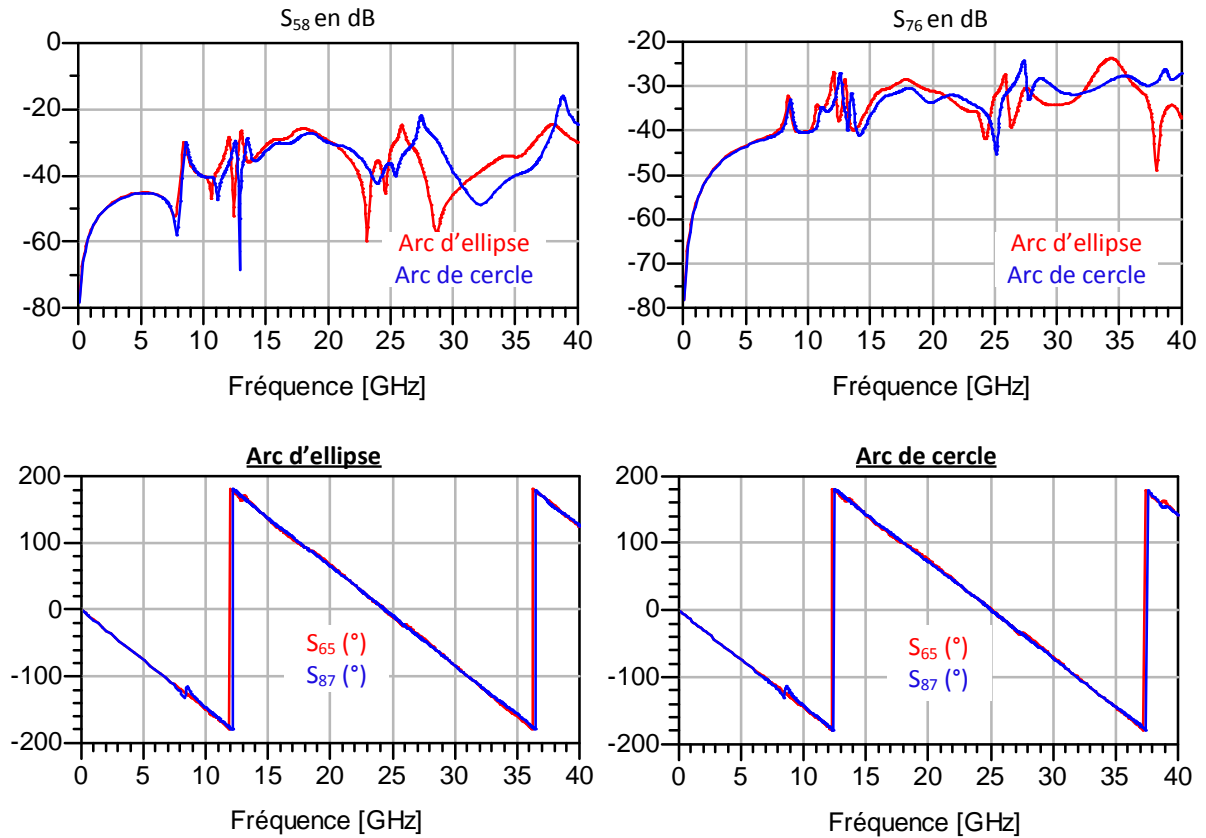 S58 en dB
0
-20
-40
-60
-80
Arc d'ellipse
Arc de cercle
0 5 10 15 20 25 30 35 40
Fréquence [GHz]
S76 en dB
-20
-30
-40
-50
-60
-70
-80
Arc d'ellipse
Arc de cercle
0 5 10 15 20 25 30 35 40
Fréquence [GHz]
Arc d'ellipse
200
100
0
-100
-200
S65 (°)
S87 (°)
0 5 10 15 20 25 30 35 40
Fréquence [GHz]
Arc de cercle
200
100
0
-100
-200
S65 (°)
S87 (°)
0 5 10 15 20 25 30 35 40
Fréquence [GHz]